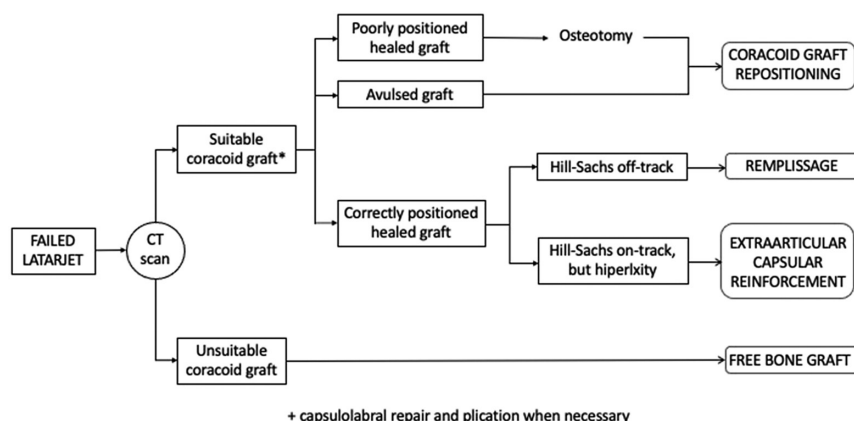 Poorly positioned
healed graft
Osteotomy
CORACOID GRAFT
REPOSITIONING
Avulsed graft
Suitable
coracoid graft*
Hill-Sachs off-track
REMPLISSAGE
Correctly positioned
healed graft
FAILED
LATARJET
CT
scan
Hill-Sachs on-track,
but hiperlxity
EXTRAARTICULAR
CAPSULAR
REINFORCEMENT
Unsuitable
coracoid graft
FREE BONE GRAFT
+ capsulolabral repair and plication when necessary